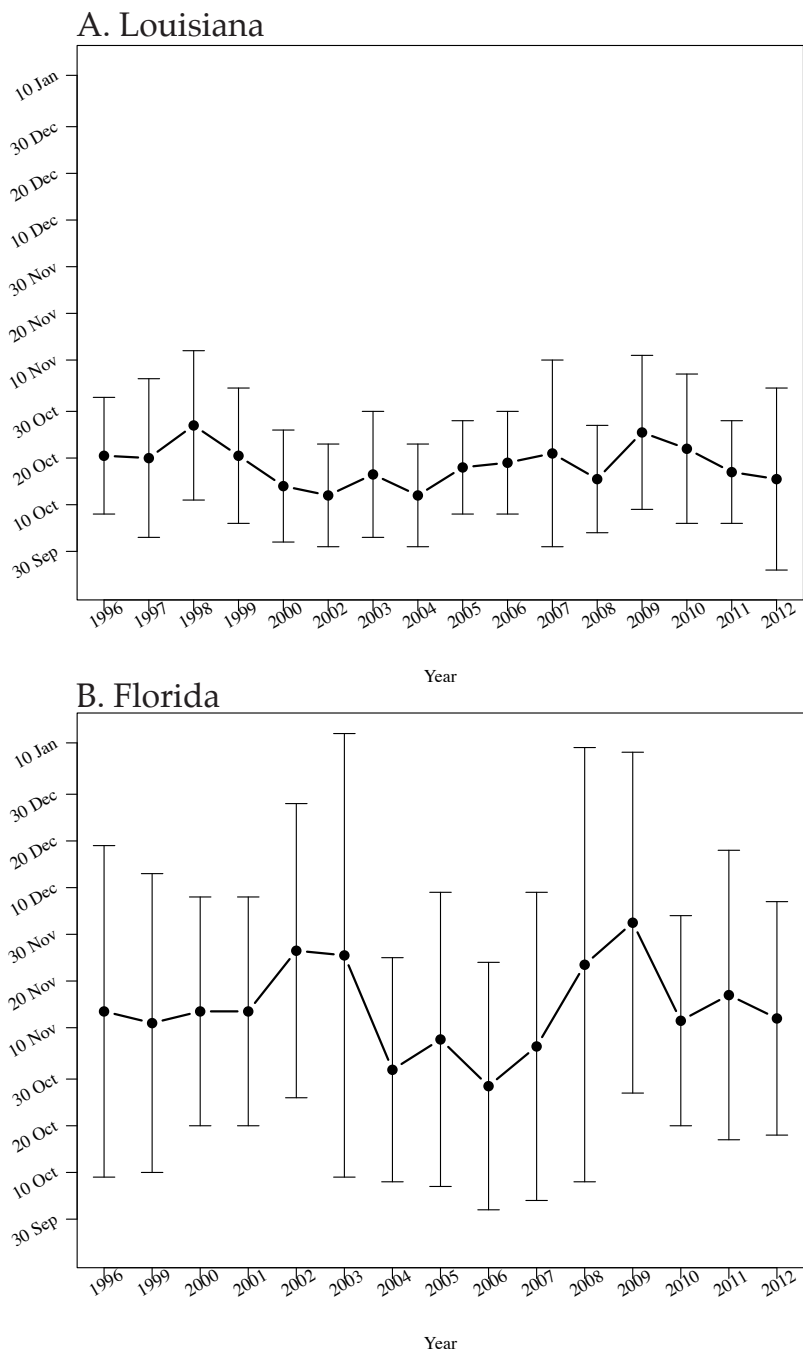 A. Louisiana
10 Jan
30 Dec
20 Dec
10 Dec
30 Nov
20 Nov
10 Nov
30 Oct
20 Oct
10 Oct
30 Sep
1996 1997 1998 1999 2000 2002 2003 2004 2005 2006 2007 2008 2009 2010 2011 2012
Year
B. Florida
10 Jan
30 Dec
20 Dec
10 Dec
30 Nov
20 Nov
10 Nov
30 Oct
20 Oct
10 Oct
30 Sep
1996 1999 2000 2001 2002 2003 2004 2005 2006 2007 2008 2009 2010 2011 2012
Year